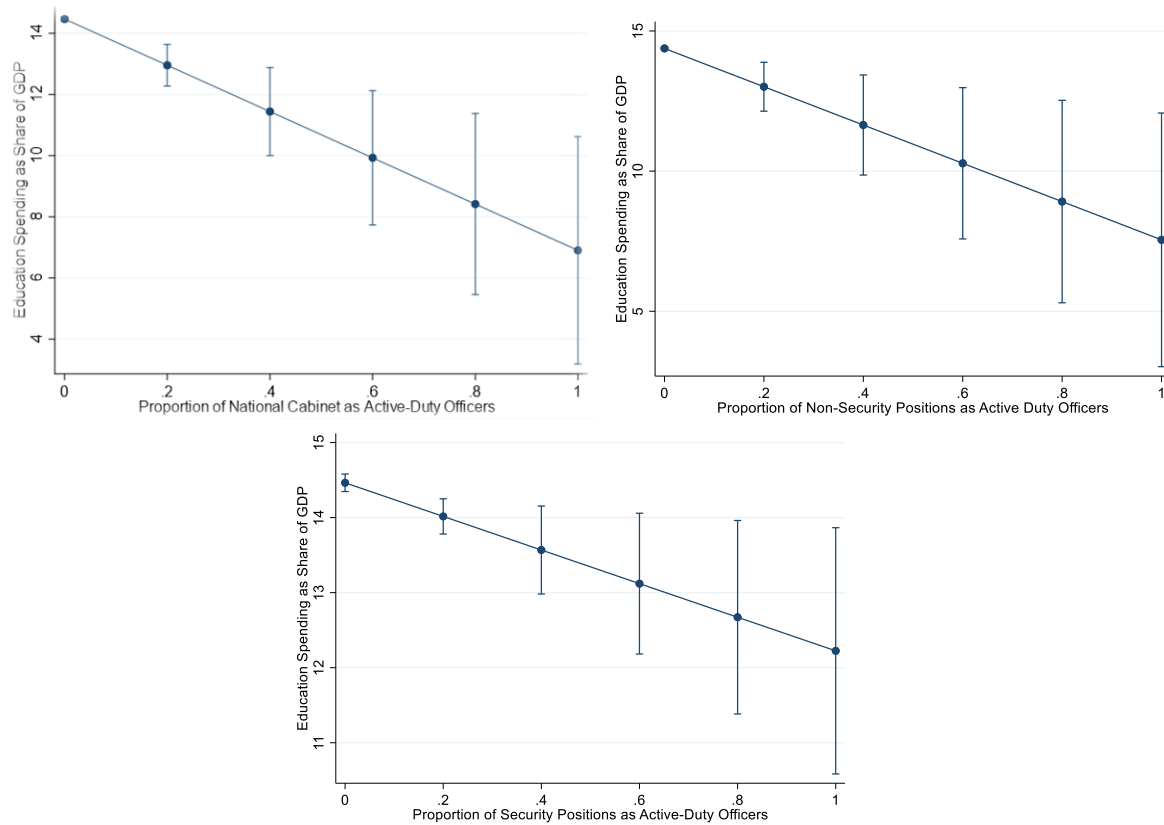 Education Spending as Share of GDP
14
12
10
8
6
4
0 .2 .4 .6 .8 1
Proportion of National Cabinet as Active-Duty Officers
Education Spending as Share of GDP
15
10
5
0 .2 .4 .6 .8 1
Proportion of Non-Security Positions as Active Duty Officers
Education Spending as Share of GDP
15
14
13
12
11
0 .2 .4 .6 .8 1
Proportion of Security Positions as Active-Duty Officers